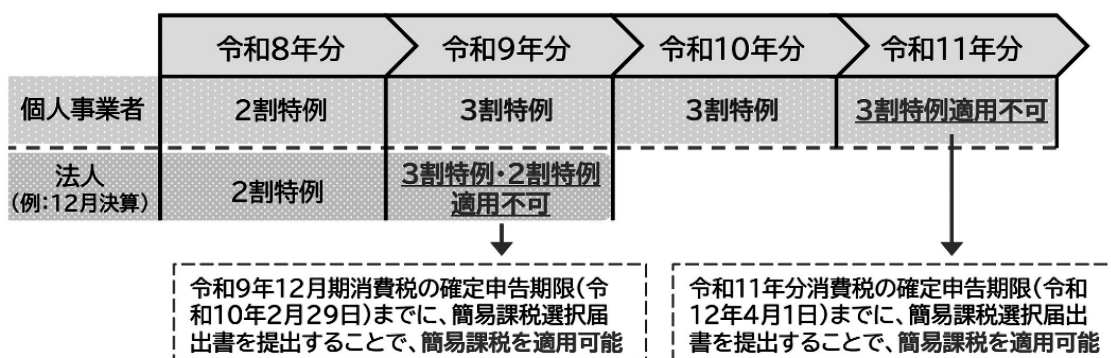 令和8年分
令和9年分
令和10年分
令和11年分
個人事業者
2割特例
3割特例
3割特例
3割特例適用不可
法人
(例:12月決算)
2割特例
3割特例・2割特例
適用不可
令和9年12月期消費税の確定申告期限(令
和10年2月29日)までに、簡易課税選択届
出書を提出することで、簡易課税を適用可能
令和11年分消費税の確定申告期限(令和
12年4月1日)までに、簡易課税選択届出
書を提出することで、簡易課税を適用可能